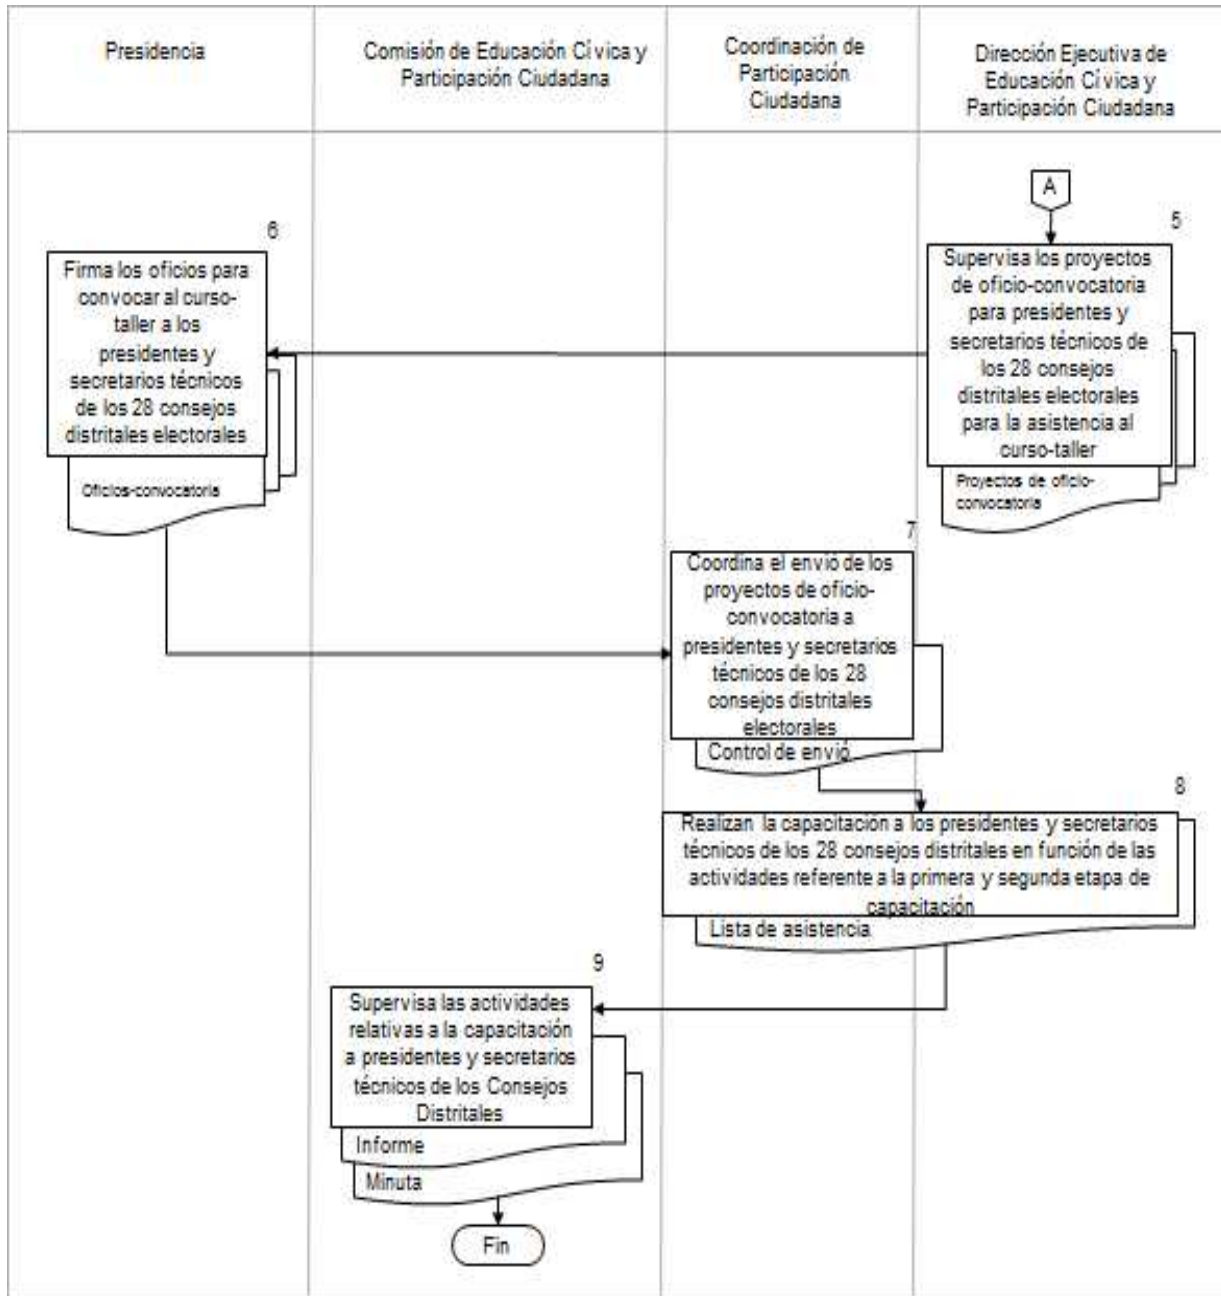 Presidencia
Comisión de Educación Cívica y
Participación Ciudadana
Coordinación de
Participación
Ciudadana
Dirección Ejecutiva de
Educación Cívica y
Participación Ciudadana
A
5
Supervisa los proyectos
de oficio-convocatoria
para presidentes y
secretarios técnicos de
los 28 consejos
distritales electorales
para la asistencia al
curso-taller
Proyectos de oficio-
convocatoria
6
Firma los oficios para
convocar al curso-
taller a los
presidentes y
secretarios técnicos
de los 28 consejos
distritales electorales
Oficios-convocatoria
7
Coordina el envió de los
proyectos de oficio-
convocatoria a
presidentes y secretarios
técnicos de los 28
consejos distritales
electorales
Control de envió
8
Realizan la capacitación a los presidentes y secretarios
técnicos de los 28 consejos distritales en función de las
actividades referente a la primera y segunda etapa de
capacitación
Lista de asistencia
9
Supervisa las actividades
relativas a la capacitación
a presidentes y secretarios
técnicos de los Consejos
Distritales
Informe
Minuta
Fin